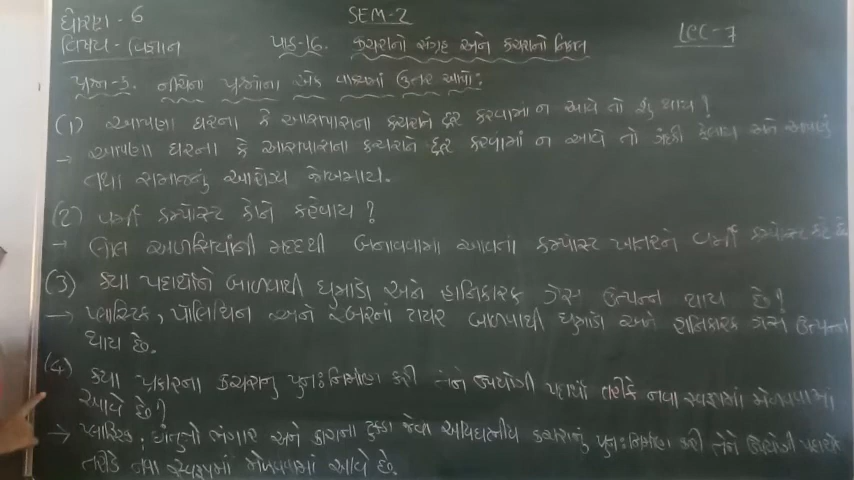 ધોરણ - 6
SEM-2
LCC-7
વિષય - વિજ્ઞાન
પાઠ-16. કચરાનો સંગ્રહ અને કચરાનો નિકાલ
પ્રશ્ન-ક. નીચેના પ્રશ્નોના એક વાક્યમાં ઉત્તર આપો:
(1) આપણા ઘરના કે આસપાસના કચરાને દૂર કરવામાં ન આવે તો શું થાય?
→ આપણા ઘરના કે આસપાસના કચરાને દૂર કરવામાં ન આવે તો ગંદકી ફેલાય અને આપણું
તથા સમાજનું આરોગ્ય જોખમાય.
(2) વર્મી કમ્પોસ્ટ કોને કહેવાય?
→ લાલ અળસિયાંની મદદથી બનાવવામાં આવતાં કમ્પોસ્ટ ખાતરને વર્મી કમ્પોસ્ટ કહે છે
(3) કયા પદાર્થોને બાળવાથી ધુમાડો અને હાનિકારક ગેસ ઉત્પન્ન થાય છે?
→ પ્લાસ્ટિક, પૉલિથિન અને રબરનાં ટાયર બાળવાથી ધુમાડો અને હાનિકારક ગેસ ઉત્પન્ન
થાય છે.
(4) કયા પ્રકારના કચરાનું પુનઃનિર્માણ કરી તેને ઉપયોગી પદાર્થો તરીકે નવા સ્વરૂપમાં મેળવવામાં
આવે છે?
→ પ્લાસ્ટિક, ધાતુનો ભંગાર અને કાચના ટુકડા જેવા અવિઘટનીય કચરાનું પુનઃનિર્માણ કરી તેને ઉપયોગી પદાર્થો
તરીકે નવા સ્વરૂપમાં મેળવવામાં આવે છે.